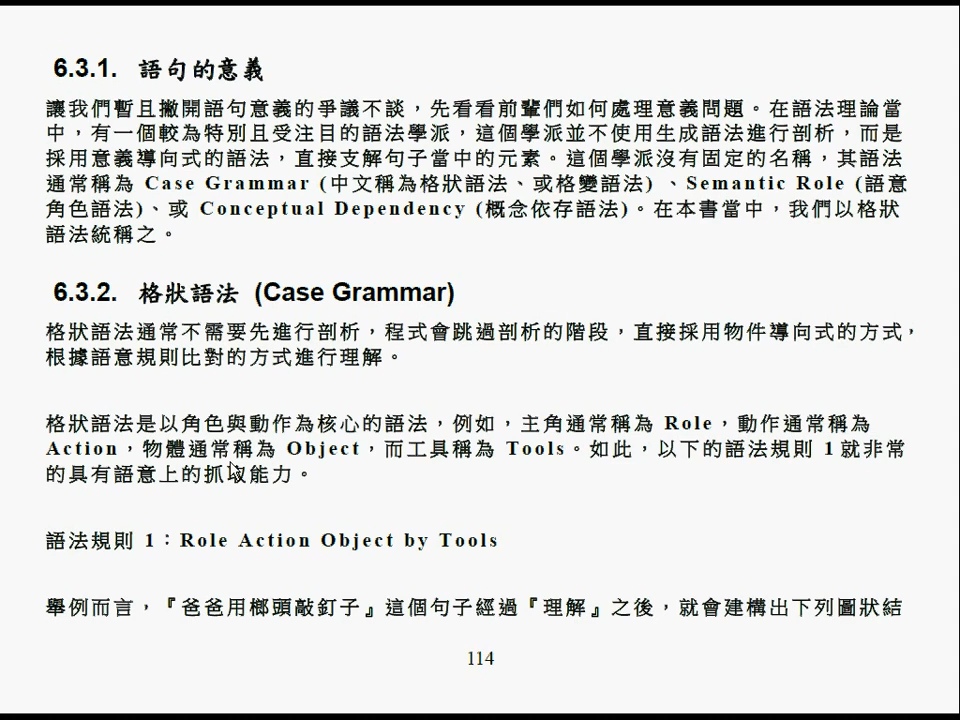 6.3.1. 語句的意義
讓我們暫且撇開語句意義的爭議不談，先看看前輩們如何處理意義問題。在語法理論當
中，有一個較為特別且受注目的語法學派，這個學派並不使用生成語法進行剖析，而是
採用意義導向式的語法，直接支解句子當中的元素。這個學派沒有固定的名稱，其語法
通常稱為 Case Grammar (中文稱為格狀語法、或格變語法) 、Semantic Role (語意
角色語法)、或 Conceptual Dependency (概念依存語法)。在本書當中，我們以格狀
語法統稱之。
6.3.2. 格狀語法 (Case Grammar)
格狀語法通常不需要先進行剖析，程式會跳過剖析的階段，直接採用物件導向式的方式，
根據語意規則比對的方式進行理解。
格狀語法是以角色與動作為核心的語法，例如，主角通常稱為 Role，動作通常稱為
Action，物體通常稱為 Object，而工具稱為 Tools。如此，以下的語法規則 1 就非常
的具有語意上的抓取能力。
語法規則 1：Role Action Object by Tools
舉例而言，『爸爸用榔頭敲釘子』這個句子經過『理解』之後，就會建構出下列圖狀結
114